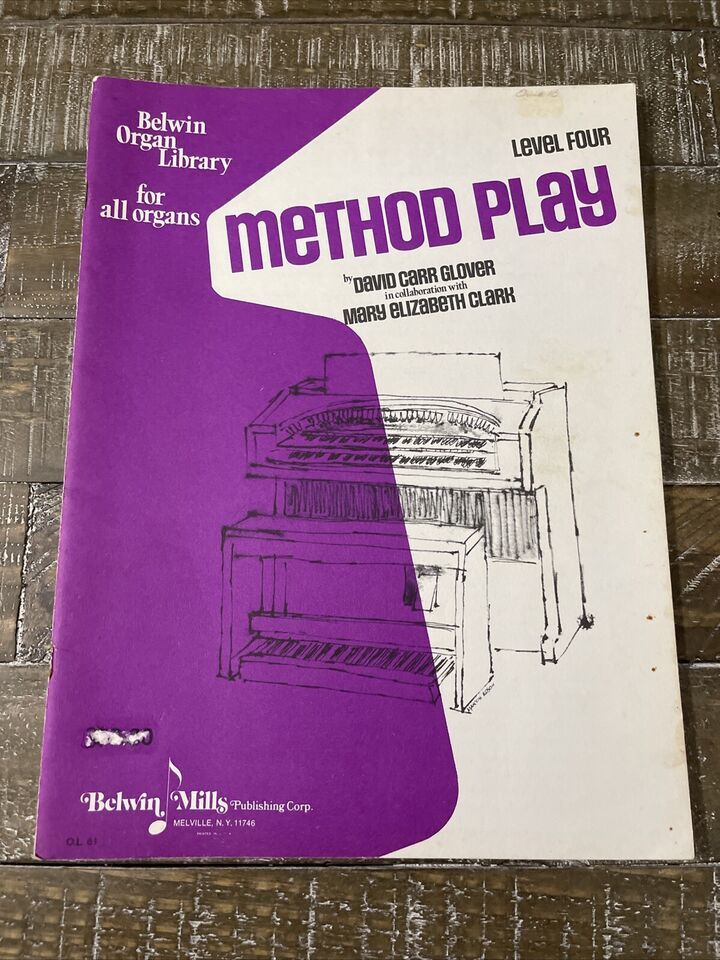 Belwin
Organ
Library
for
all organs
LEVEL FOUR
METHOD PLAY
by DAVID CARR GLOVER
in collaboration with
MARY ELIZABETH CLARK
Belwin Mills Publishing Corp.
MELVILLE, N. Y. 11746
O.L. 61